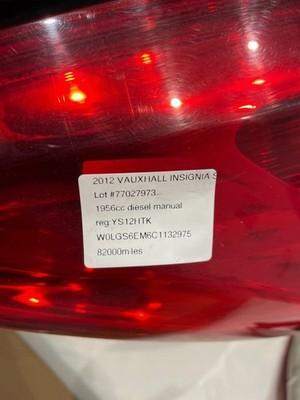 2012 VAUXHALL INSIGNIA S
Lot #77027973..
1956cc diesel manual
reg:YS12HTK
W0LGS6EM6C1132975
82000miles